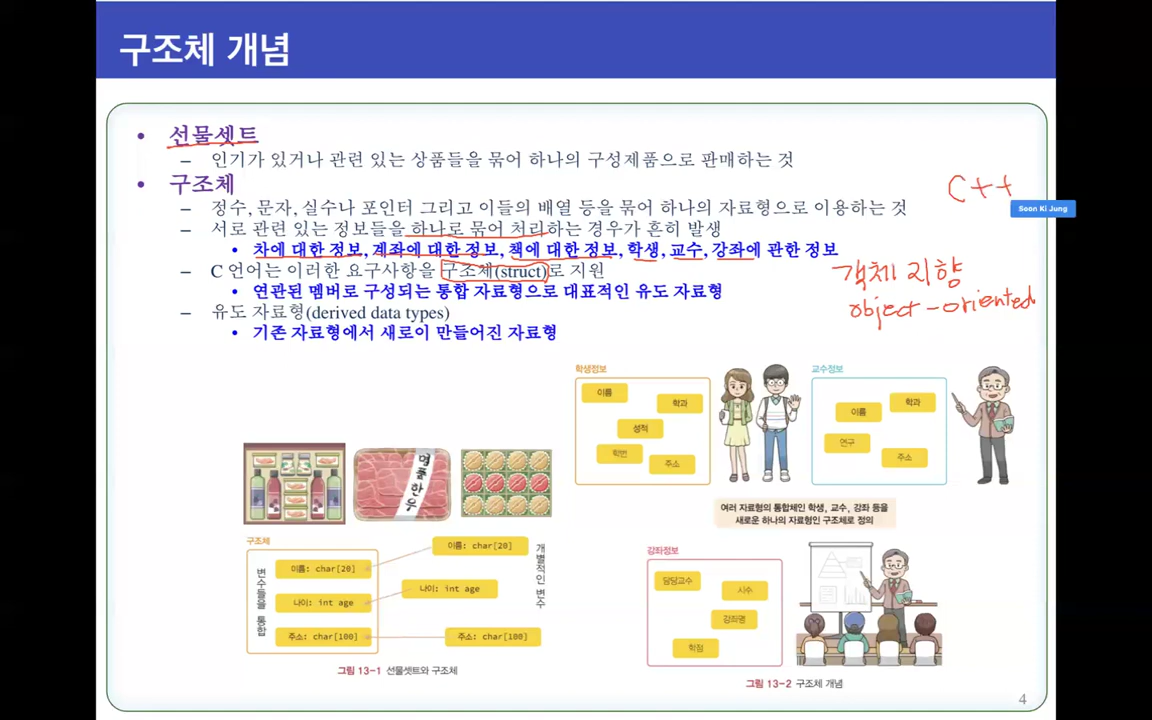 구조체 개념
• 선물셋트
– 인기가 있거나 관련 있는 상품들을 묶어 하나의 구성제품으로 판매하는 것
• 구조체
– 정수, 문자, 실수나 포인터 그리고 이들의 배열 등을 묶어 하나의 자료형으로 이용하는 것
– 서로 관련 있는 정보들을 하나로 묶어 처리하는 경우가 흔히 발생
• 차에 대한 정보, 계좌에 대한 정보, 책에 대한 정보, 학생, 교수, 강좌에 관한 정보
– C 언어는 이러한 요구사항을 구조체(struct)로 지원
• 연관된 멤버로 구성되는 통합 자료형으로 대표적인 유도 자료형
– 유도 자료형(derived data types)
• 기존 자료형에서 새로이 만들어진 자료형
C++
Soon Ki Jung
객체 지향
object-oriented
학생정보
이름
학과
성적
학번
주소
교수정보
이름
학과
연구
주소
여러 자료형의 통합체인 학생, 교수, 강좌 등을
새로운 하나의 자료형인 구조체로 정의
명품한우
구조체
변수들을 통합
이름: char[20]
나이: int age
주소: char[100]
이름: char[20]
나이: int age
주소: char[100]
개별적인 변수
그림 13-1 선물셋트와 구조체
강좌정보
담당교수
시수
강좌명
학점
그림 13-2 구조체 개념
4